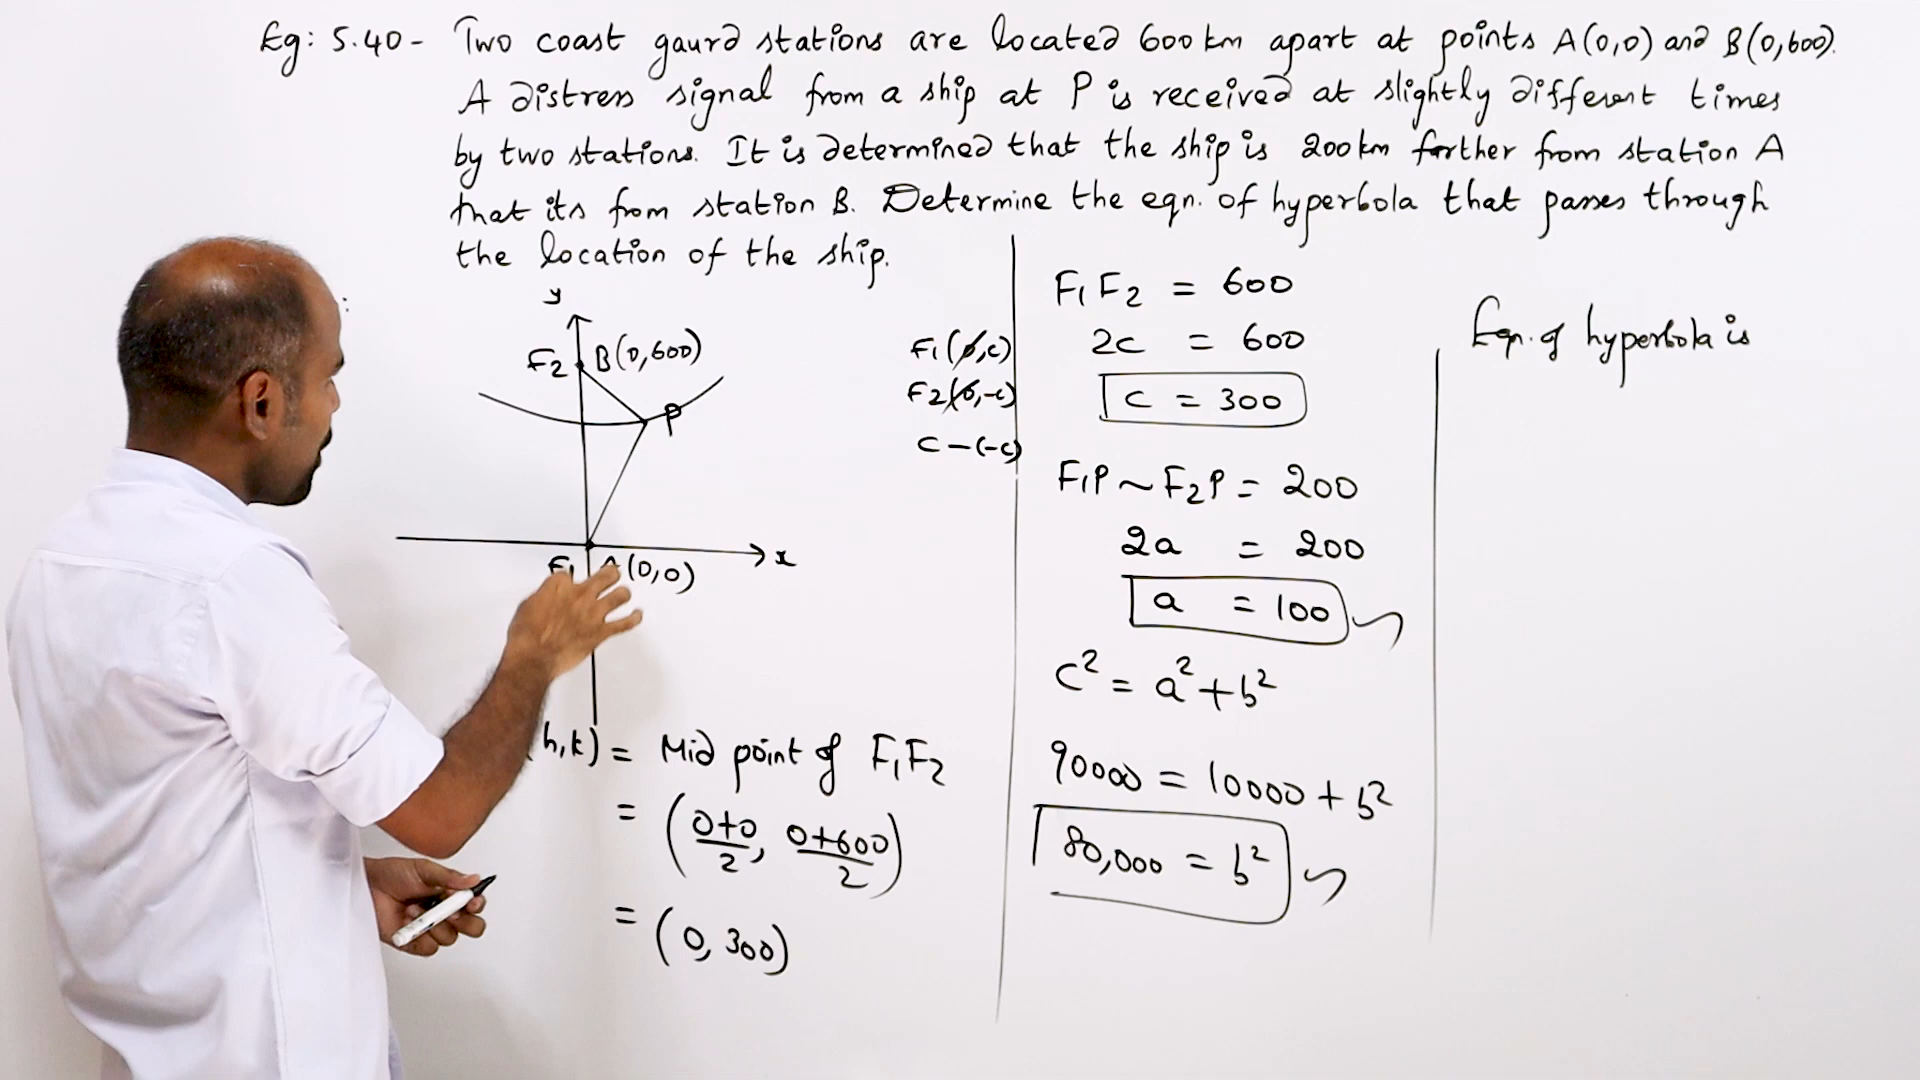 Eg: 5.40 - Two coast gaurd stations are located 600 km apart at points A(0,0) and B(0,600).
A distress signal from a ship at P is received at slightly different times
by two stations. It is determined that the ship is 200 km farther from station A
that its from station B. Determine the eqn. of hyperbola that passes through
the location of the ship.
y
F2 B(0,600)
P
x
F1 A(0,0)
(h,k) = Mid point of F1F2
= (0+0/2, 0+600/2)
= (0, 300)
F1(0,c)
F2(0,-c)
c-(-c)
F1F2 = 600
2c = 600
c = 300
F1P ~ F2P = 200
2a = 200
a = 100
c² = a² + b²
90000 = 10000 + b²
80,000 = b²
Eqn. of hyperbola is